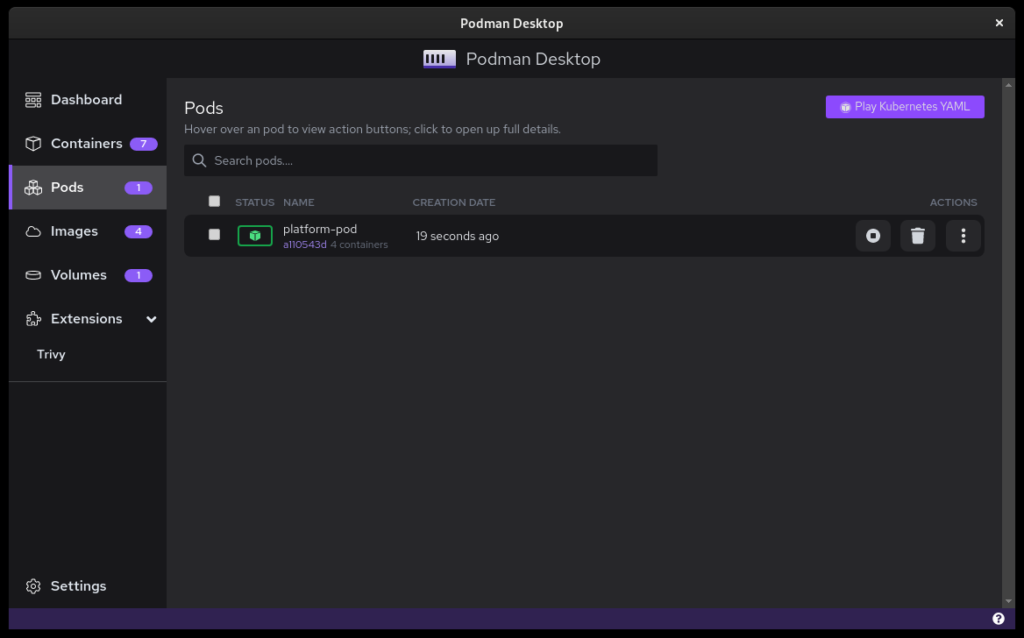 Podman Desktop
Podman Desktop
Dashboard
Containers 7
Pods 1
Images 4
Volumes 1
Extensions
Trivy
Settings
Pods
Play Kubernetes YAML
Hover over an pod to view action buttons; click to open up full details.
Search pods....
STATUS NAME CREATION DATE ACTIONS
platform-pod
a110543d 4 containers
19 seconds ago